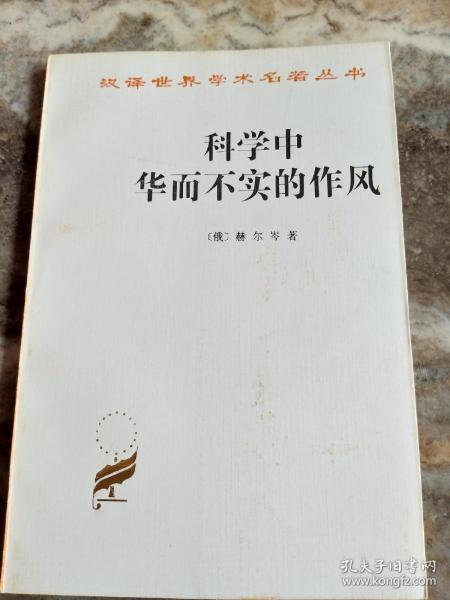 汉译世界学术名著丛书
科学中
华而不实的作风
〔俄〕赫尔岑著
孔夫子旧书网
www.kongfz.com